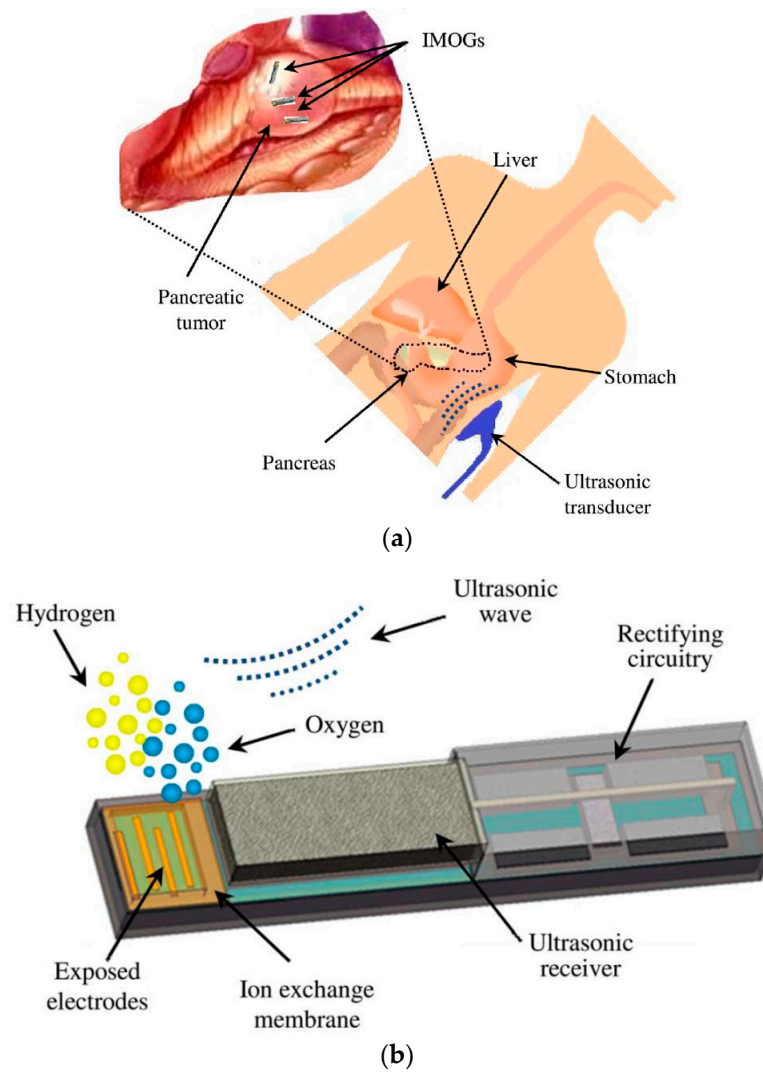 IMOGs
Liver
Pancreatic
tumor
Stomach
Pancreas
Ultrasonic
transducer
(a)
Ultrasonic
wave
Hydrogen
Rectifying
circuitry
Oxygen
Ultrasonic
receiver
Exposed
electrodes
Ion exchange
membrane
(b)